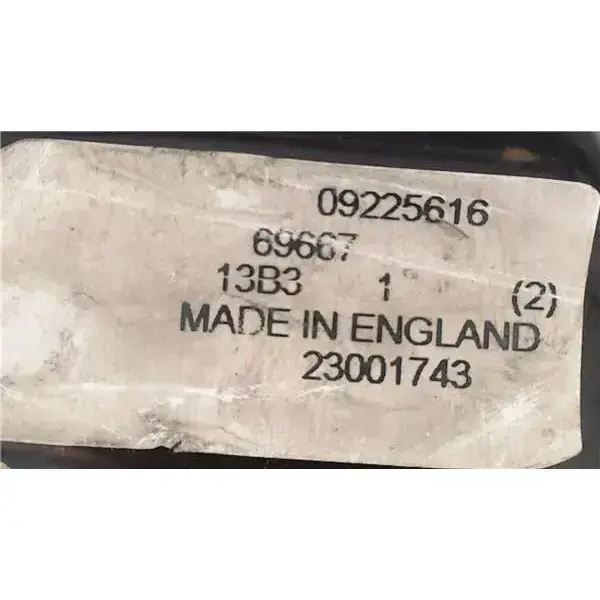 09225616
69667
13B3 1 (2)
MADE IN ENGLAND
23001743